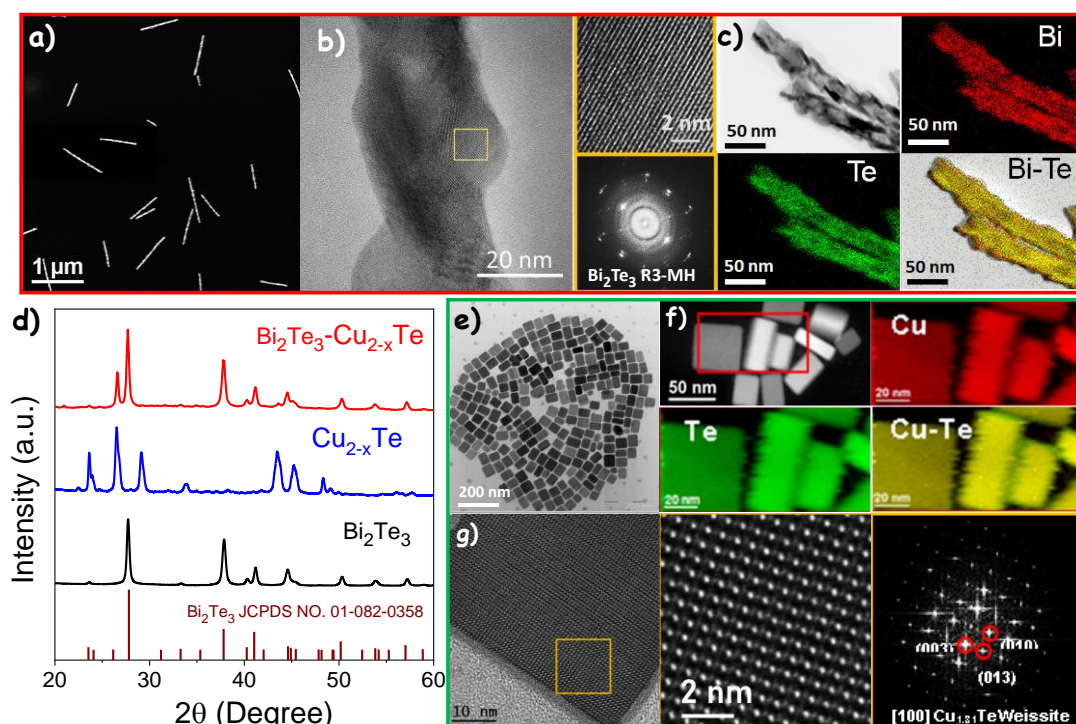 a)
1 µm
b)
20 nm
2 nm
Bi₂Te₃ R3-MH
c)
50 nm
Bi
50 nm
Te
50 nm
Bi-Te
50 nm
d)
Intensity (a.u.)
Bi₂Te₃-Cu₂₋ₓTe
Cu₂₋ₓTe
Bi₂Te₃
Bi₂Te₃ JCPDS NO. 01-082-0358
20 30 40 50 60
2θ (Degree)
e)
200 nm
f)
50 nm
Cu
20 nm
Te
20 nm
Cu-Te
20 nm
g)
10 nm
2 nm
(003)
(010)
(013)
[100] Cu₁.₈₁Te Weissite